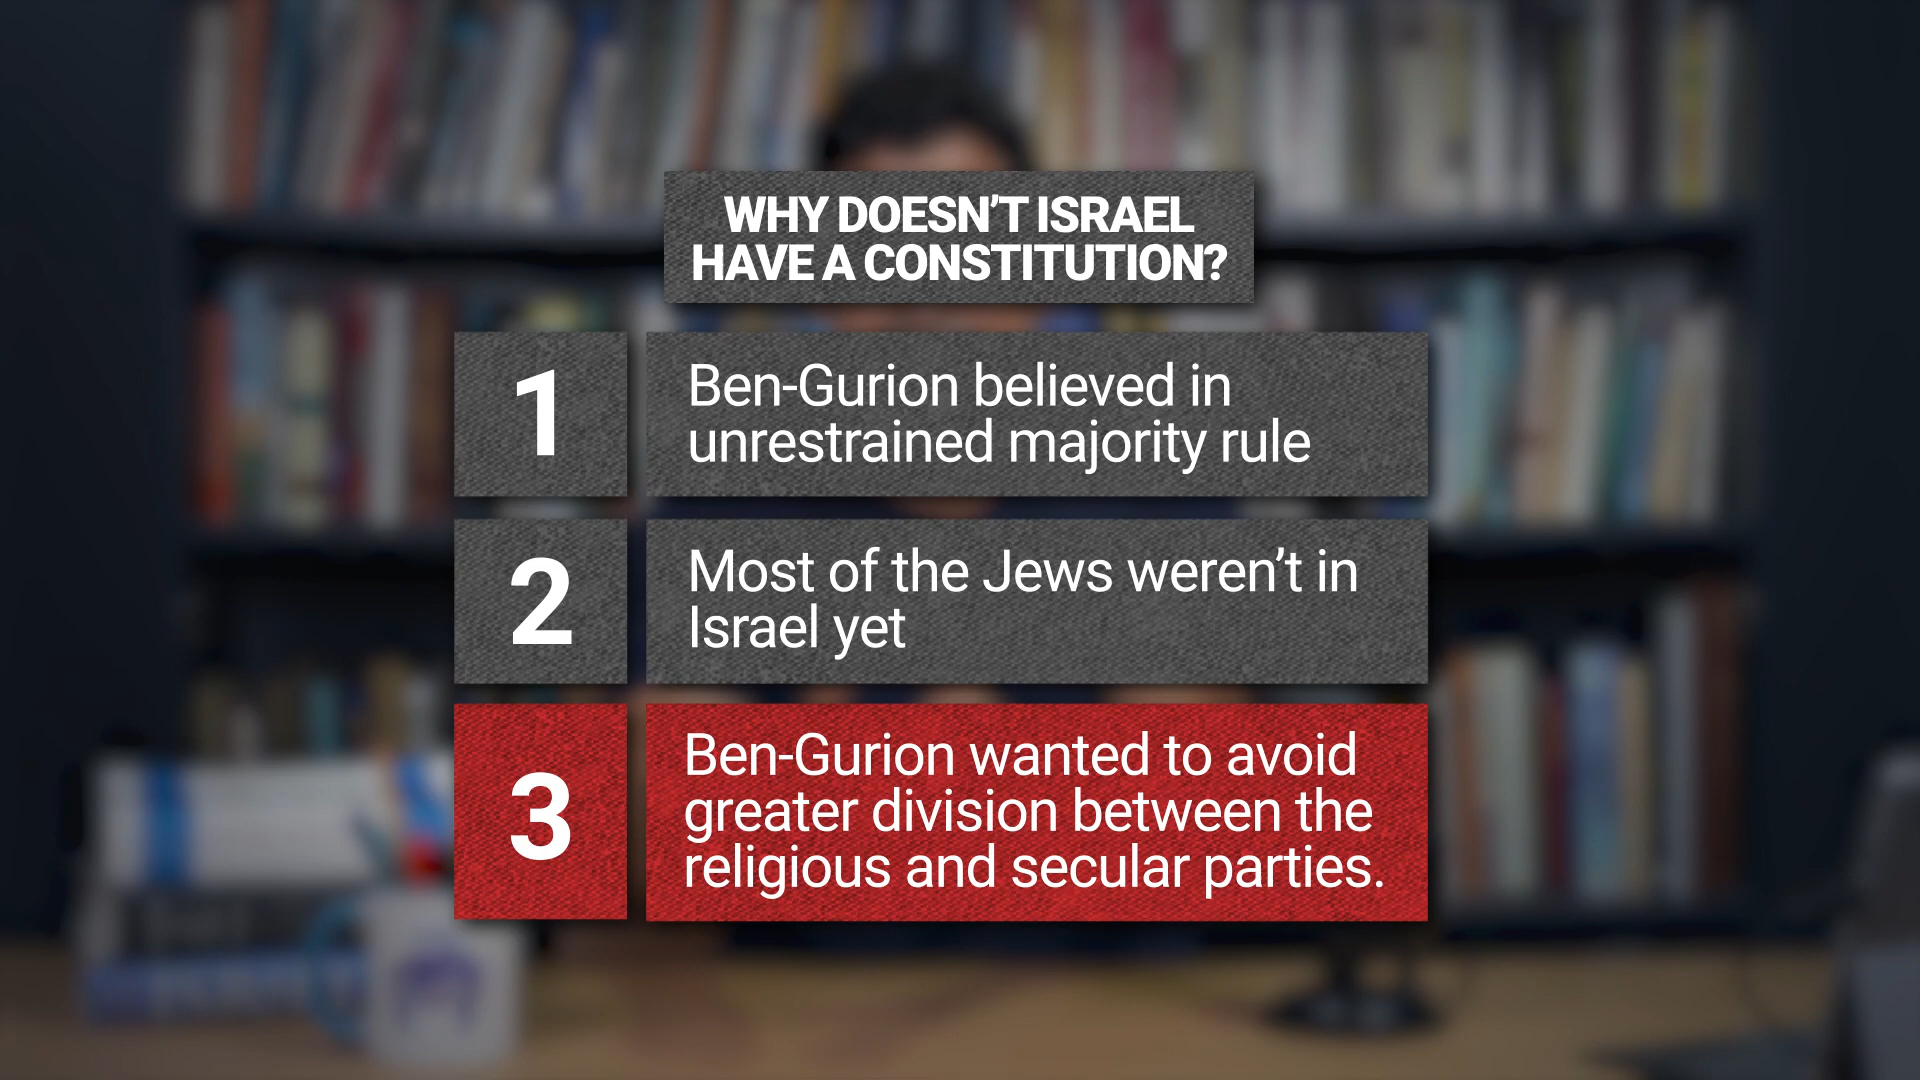 WHY DOESN'T ISRAEL
HAVE A CONSTITUTION?
1
Ben-Gurion believed in
unrestrained majority rule
2
Most of the Jews weren't in
Israel yet
3
Ben-Gurion wanted to avoid
greater division between the
religious and secular parties.